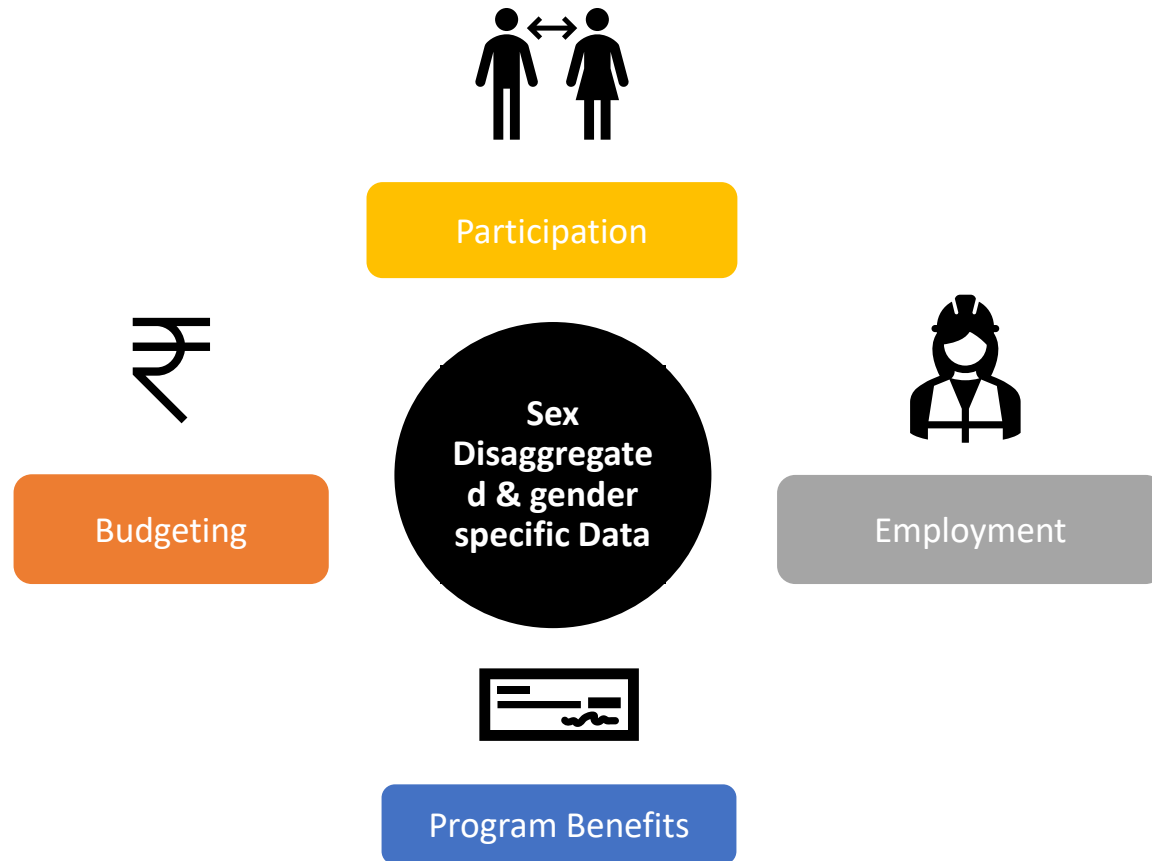 Participation
₹
Sex
Disaggregate
d & gender
specific Data
Budgeting
Employment
Program Benefits